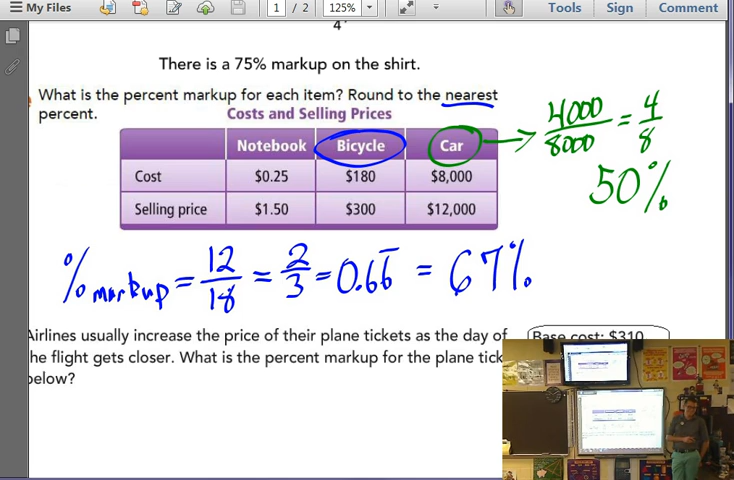 My Files
1 / 2
125%
Tools Sign Comment
4
There is a 75% markup on the shirt.
What is the percent markup for each item? Round to the nearest
percent.
Costs and Selling Prices
Notebook Bicycle Car
Cost $0.25 $180 $8,000
Selling price $1.50 $300 $12,000
4000/8000 = 4/8
50%
% markup = 12/18 = 2/3 = 0.66̅ = 67%
Airlines usually increase the price of their plane tickets as the day of
he flight gets closer. What is the percent markup for the plane tick
below?
Base cost: $310